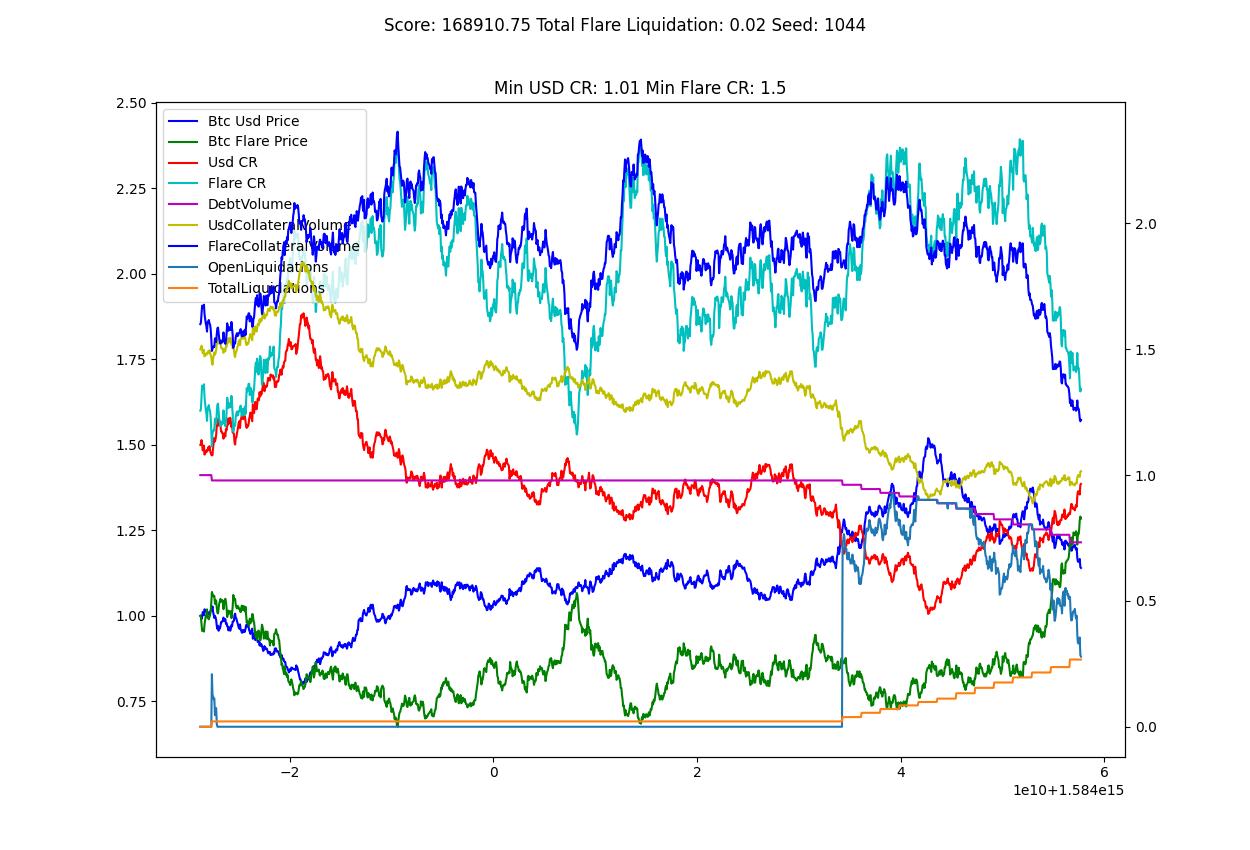 Score: 168910.75 Total Flare Liquidation: 0.02 Seed: 1044
Min USD CR: 1.01 Min Flare CR: 1.5
Btc Usd Price
Btc Flare Price
Usd CR
Flare CR
DebtVolume
UsdCollateralVolume
FlareCollateralVolume
OpenLiquidations
TotalLiquidations
2.50
2.25
2.00
1.75
1.50
1.25
1.00
0.75
2.0
1.5
1.0
0.5
0.0
−2 0 2 4 6
1e10+1.584e15